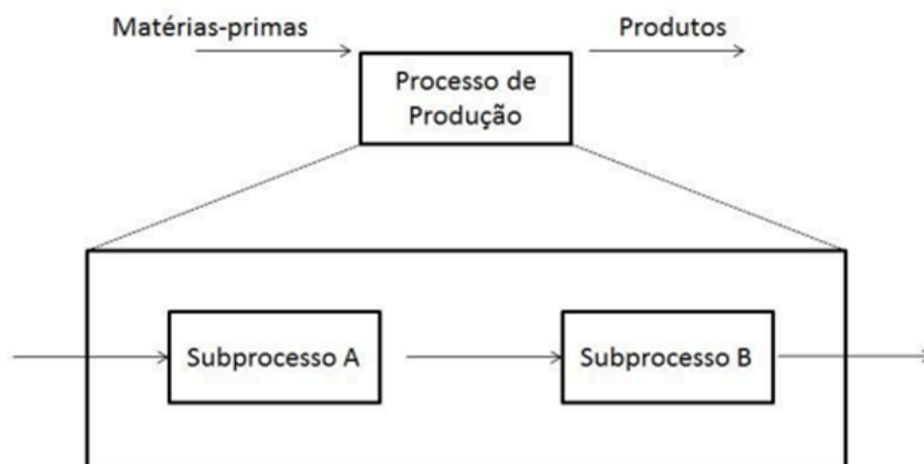 Matérias-primas
Produtos
Processo de
Produção
Subprocesso A
Subprocesso B